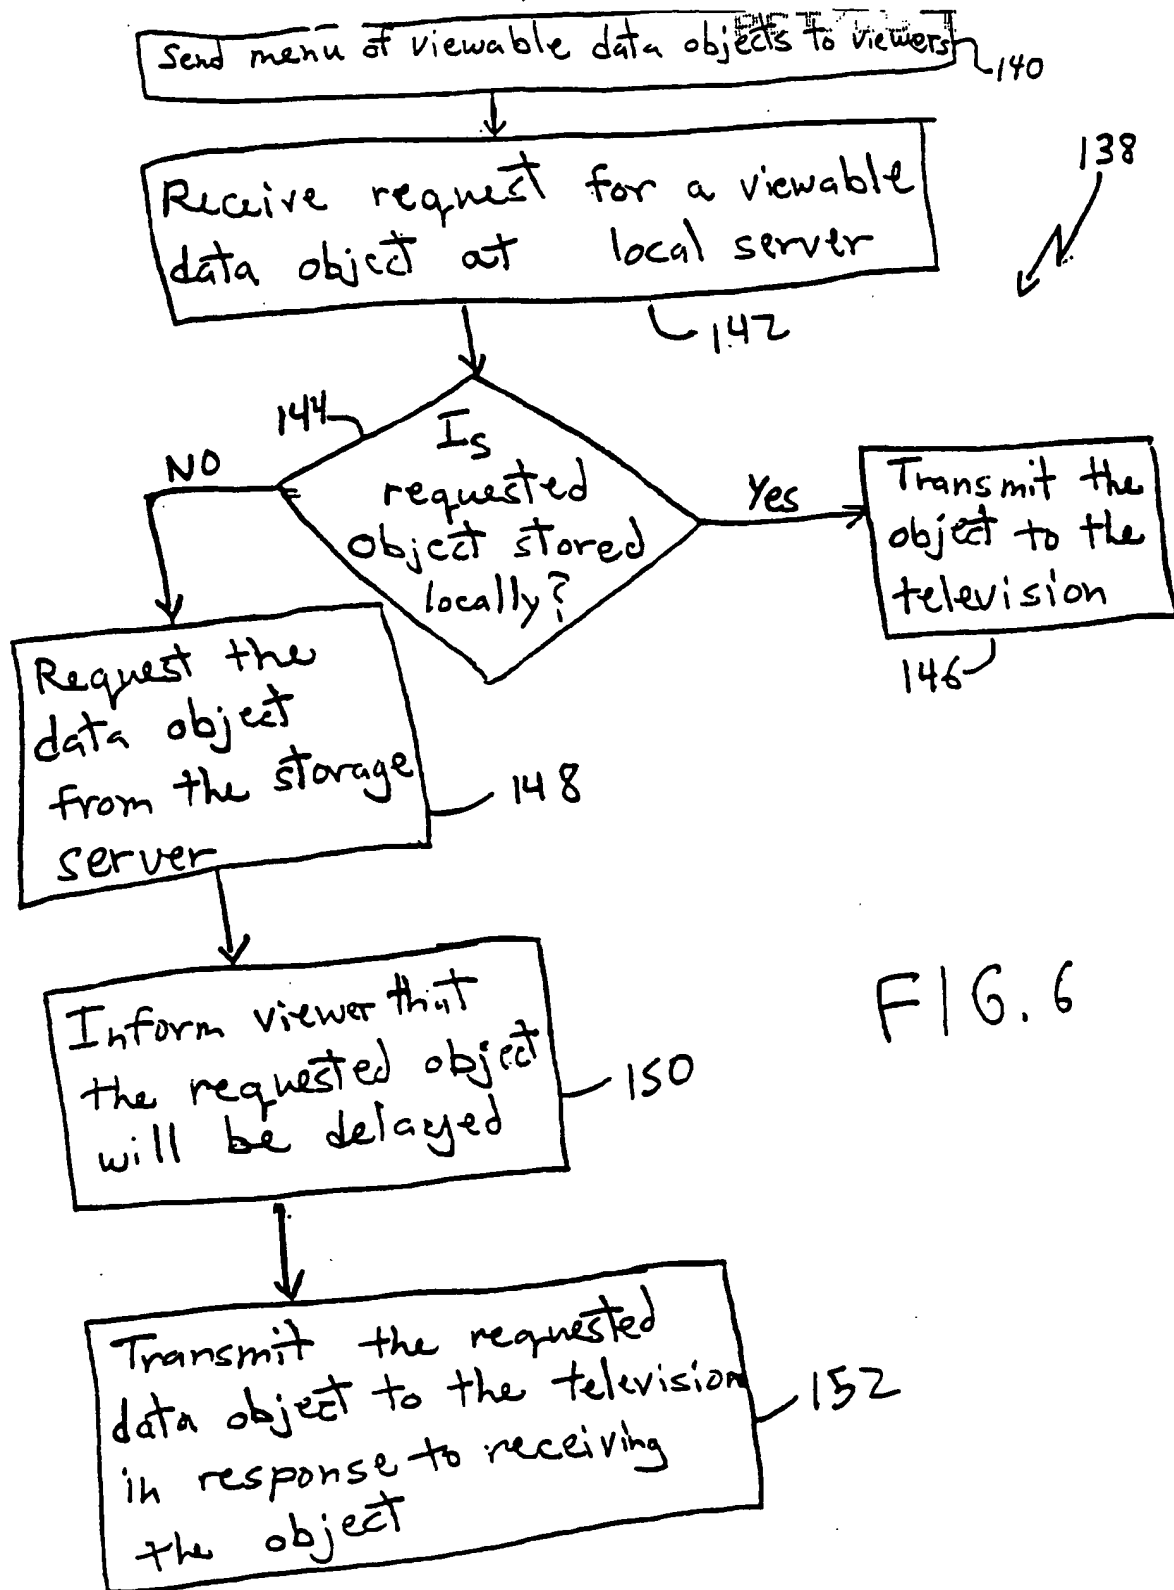 Send menu of viewable data objects to viewers
140
Receive request for a viewable
data object at local server
142
138
144
Is
requested
object stored
locally?
NO
Yes
Transmit the
object to the
television
146
Request the
data object
from the storage
server
148
Inform viewer that
the requested object
will be delayed
150
FIG. 6
Transmit the requested
data object to the television
in response to receiving
the object
152